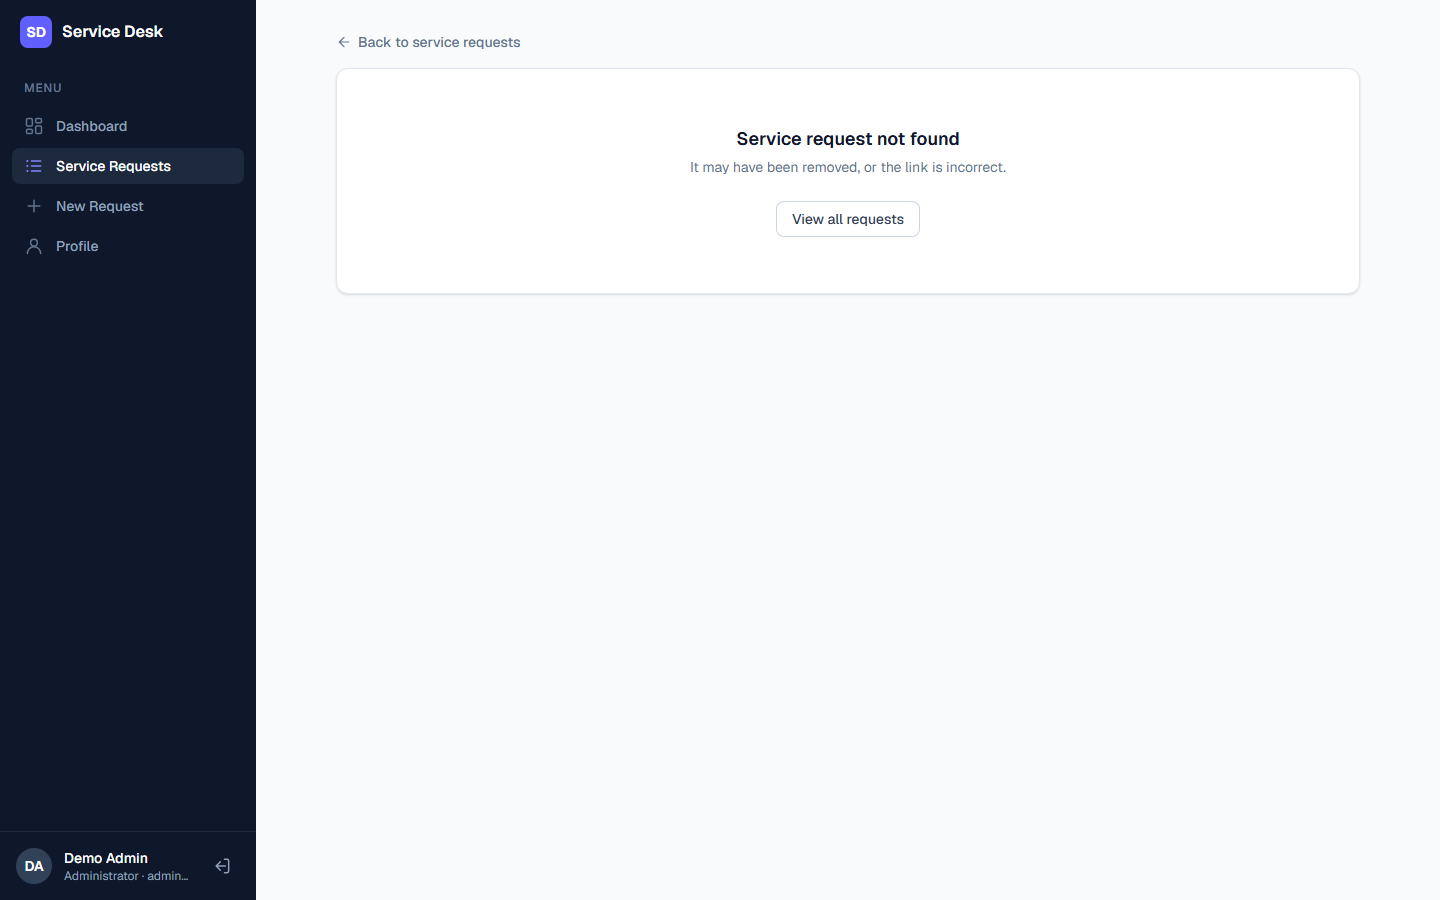 SD Service Desk
MENU
Dashboard
Service Requests
New Request
Profile
DA
Demo Admin
Administrator · admin...
Back to service requests
Service request not found
It may have been removed, or the link is incorrect.
View all requests